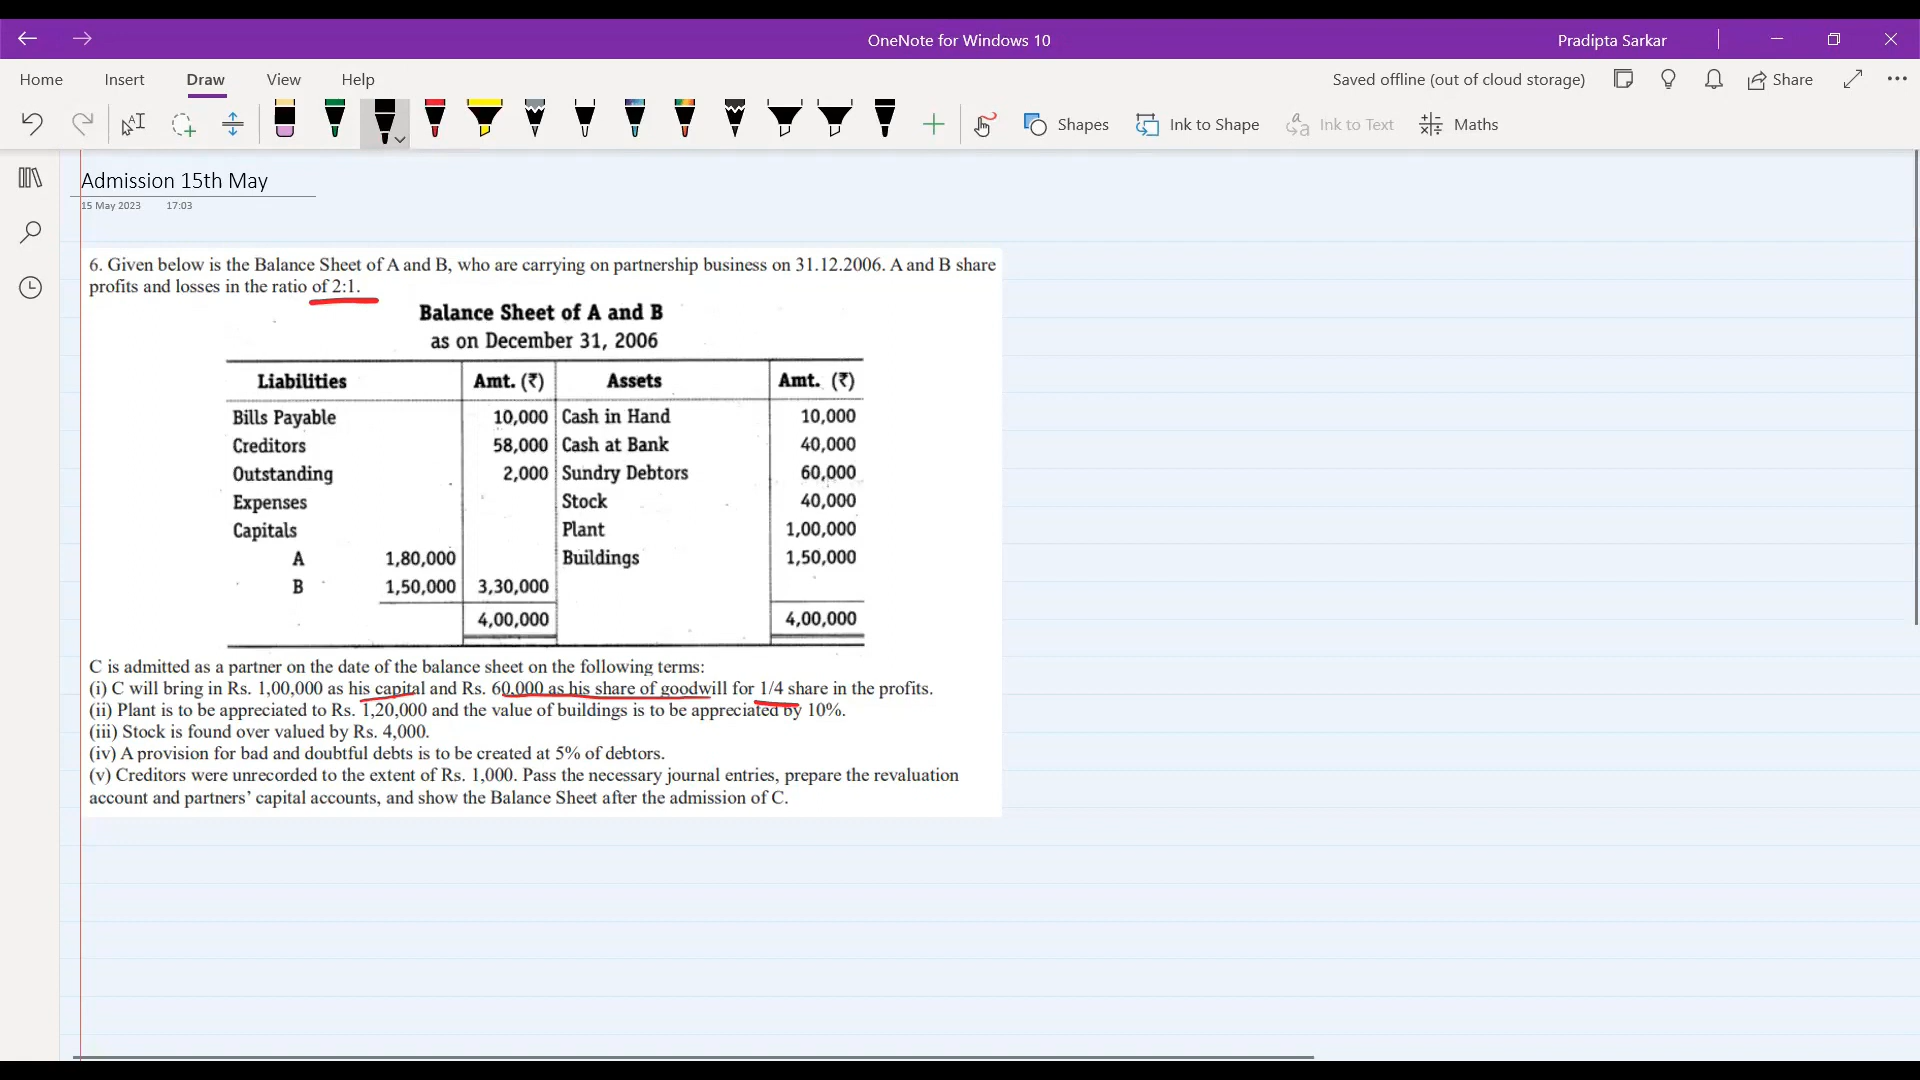 OneNote for Windows 10
Pradipta Sarkar
Home Insert Draw View Help
Saved offline (out of cloud storage)
Share
Shapes
Ink to Shape
Ink to Text
Maths
Admission 15th May
15 May 2023 17:03
6. Given below is the Balance Sheet of A and B, who are carrying on partnership business on 31.12.2006. A and B share
profits and losses in the ratio of 2:1.
Balance Sheet of A and B
as on December 31, 2006
Liabilities Amt. (₹) Assets Amt. (₹)
Bills Payable 10,000 Cash in Hand 10,000
Creditors 58,000 Cash at Bank 40,000
Outstanding 2,000 Sundry Debtors 60,000
Expenses Stock 40,000
Capitals Plant 1,00,000
A 1,80,000 Buildings 1,50,000
B 1,50,000 3,30,000
4,00,000 4,00,000
C is admitted as a partner on the date of the balance sheet on the following terms:
(i) C will bring in Rs. 1,00,000 as his capital and Rs. 60,000 as his share of goodwill for 1/4 share in the profits.
(ii) Plant is to be appreciated to Rs. 1,20,000 and the value of buildings is to be appreciated by 10%.
(iii) Stock is found over valued by Rs. 4,000.
(iv) A provision for bad and doubtful debts is to be created at 5% of debtors.
(v) Creditors were unrecorded to the extent of Rs. 1,000. Pass the necessary journal entries, prepare the revaluation
account and partners’ capital accounts, and show the Balance Sheet after the admission of C.